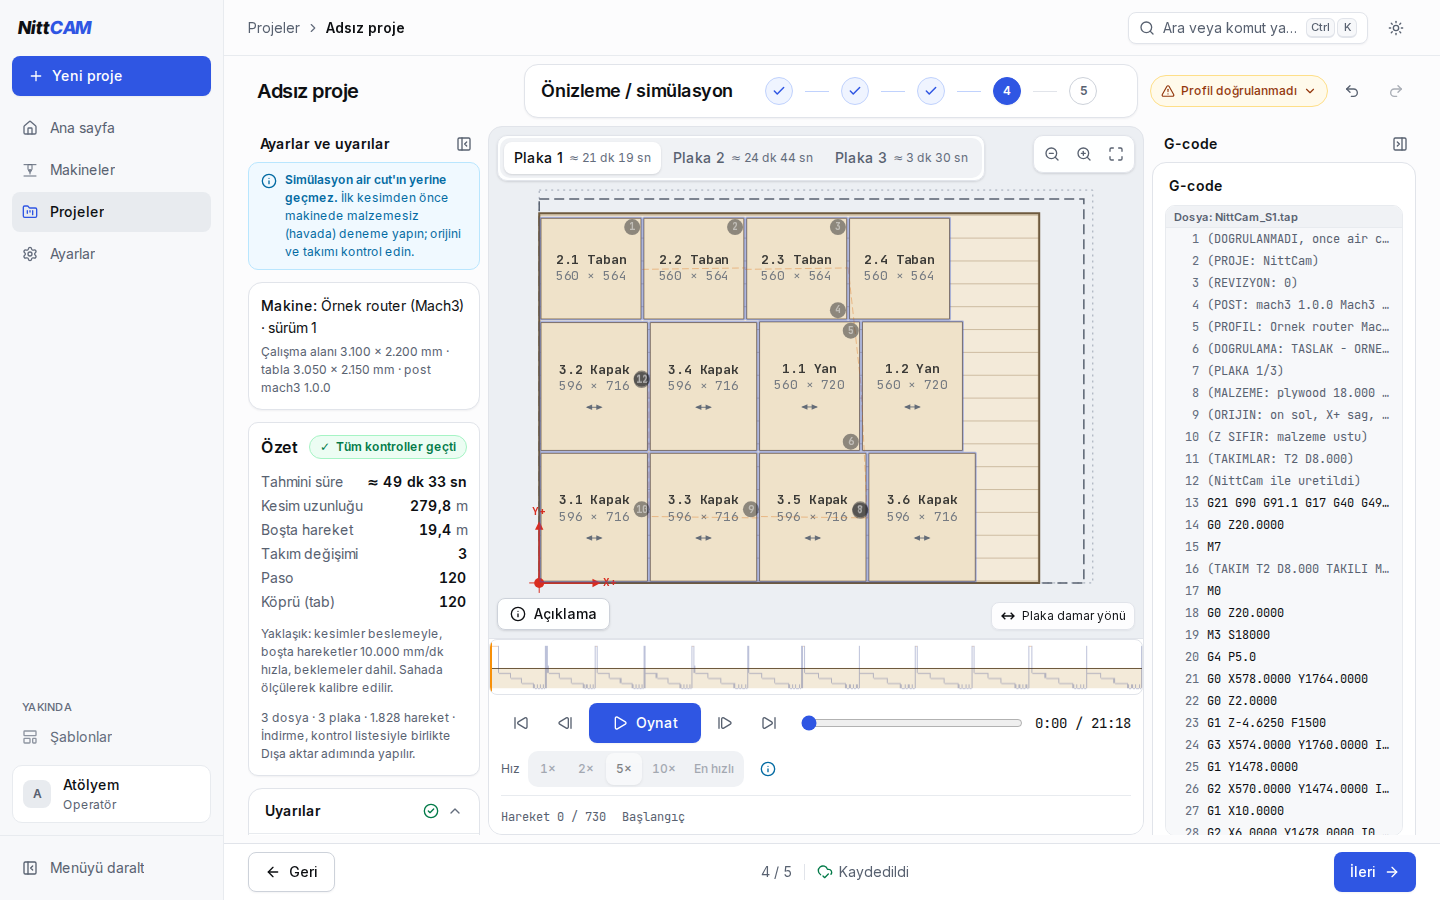 NittCAM
Yeni proje
Ana sayfa
Makineler
Projeler
Ayarlar
YAKINDA
Şablonlar
A
Atölyem
Operatör
Menüyü daralt
Projeler > Adsız proje
Ara veya komut ya... Ctrl K
Adsız proje
Önizleme / simülasyon
4
5
Profil doğrulanmadı
Ayarlar ve uyarılar
Simülasyon air cut'ın yerine
geçmez. İlk kesimden önce
makinede malzemesiz
(havada) deneme yapın; orijini
ve takımı kontrol edin.
Makine: Örnek router (Mach3)
· sürüm 1
Çalışma alanı 3.100 × 2.200 mm ·
tabla 3.050 × 2.150 mm · post
mach3 1.0.0
Özet
✓ Tüm kontroller geçti
Tahmini süre ≈ 49 dk 33 sn
Kesim uzunluğu 279,8 m
Boşta hareket 19,4 m
Takım değişimi 3
Paso 120
Köprü (tab) 120
Yaklaşık: kesimler beslemeyle,
boşta hareketler 10.000 mm/dk
hızla, beklemeler dahil. Sahada
ölçülerek kalibre edilir.
3 dosya · 3 plaka · 1.828 hareket ·
İndirme, kontrol listesiyle birlikte
Dışa aktar adımında yapılır.
Uyarılar
Plaka 1 ≈ 21 dk 19 sn
Plaka 2 ≈ 24 dk 44 sn
Plaka 3 ≈ 3 dk 30 sn
1
2
3
2.1 Taban
560 × 564
2.2 Taban
560 × 564
2.3 Taban
560 × 564
2.4 Taban
560 × 564
4
5
3.2 Kapak
596 × 716
12
3.4 Kapak
596 × 716
1.1 Yan
560 × 720
1.2 Yan
560 × 720
6
3.1 Kapak
596 × 716
10
3.3 Kapak
596 × 716
9
3.5 Kapak
596 × 716
8
3.6 Kapak
596 × 716
Y+
X+
Açıklama
Plaka damar yönü
Oynat
0:00 / 21:18
Hız
1×
2×
5×
10×
En hızlı
Hareket 0 / 730 Başlangıç
G-code
G-code
Dosya: NittCam_S1.tap
1 (DOGRULANMADI, once air c…
2 (PROJE: NittCam)
3 (REVIZYON: 0)
4 (POST: mach3 1.0.0 Mach3 …
5 (PROFIL: Ornek router Mac…
6 (DOGRULAMA: TASLAK - ORNE…
7 (PLAKA 1/3)
8 (MALZEME: plywood 18.000 …
9 (ORIJIN: on sol, X+ sag, …
10 (Z SIFIR: malzeme ustu)
11 (TAKIMLAR: T2 D8.000)
12 (NittCam ile uretildi)
13 G21 G90 G91.1 G17 G40 G49…
14 G0 Z20.0000
15 M7
16 (TAKIM T2 D8.000 TAKILI M…
17 M0
18 G0 Z20.0000
19 M3 S18000
20 G4 P5.0
21 G0 X578.0000 Y1764.0000
22 G0 Z2.0000
23 G1 Z-4.6250 F1500
24 G3 X574.0000 Y1760.0000 I…
25 G1 Y1478.0000
26 G2 X570.0000 Y1474.0000 I…
27 G1 X10.0000
28 G2 X6.0000 Y1478.0000 I0
Geri
4 / 5
Kaydedildi
İleri